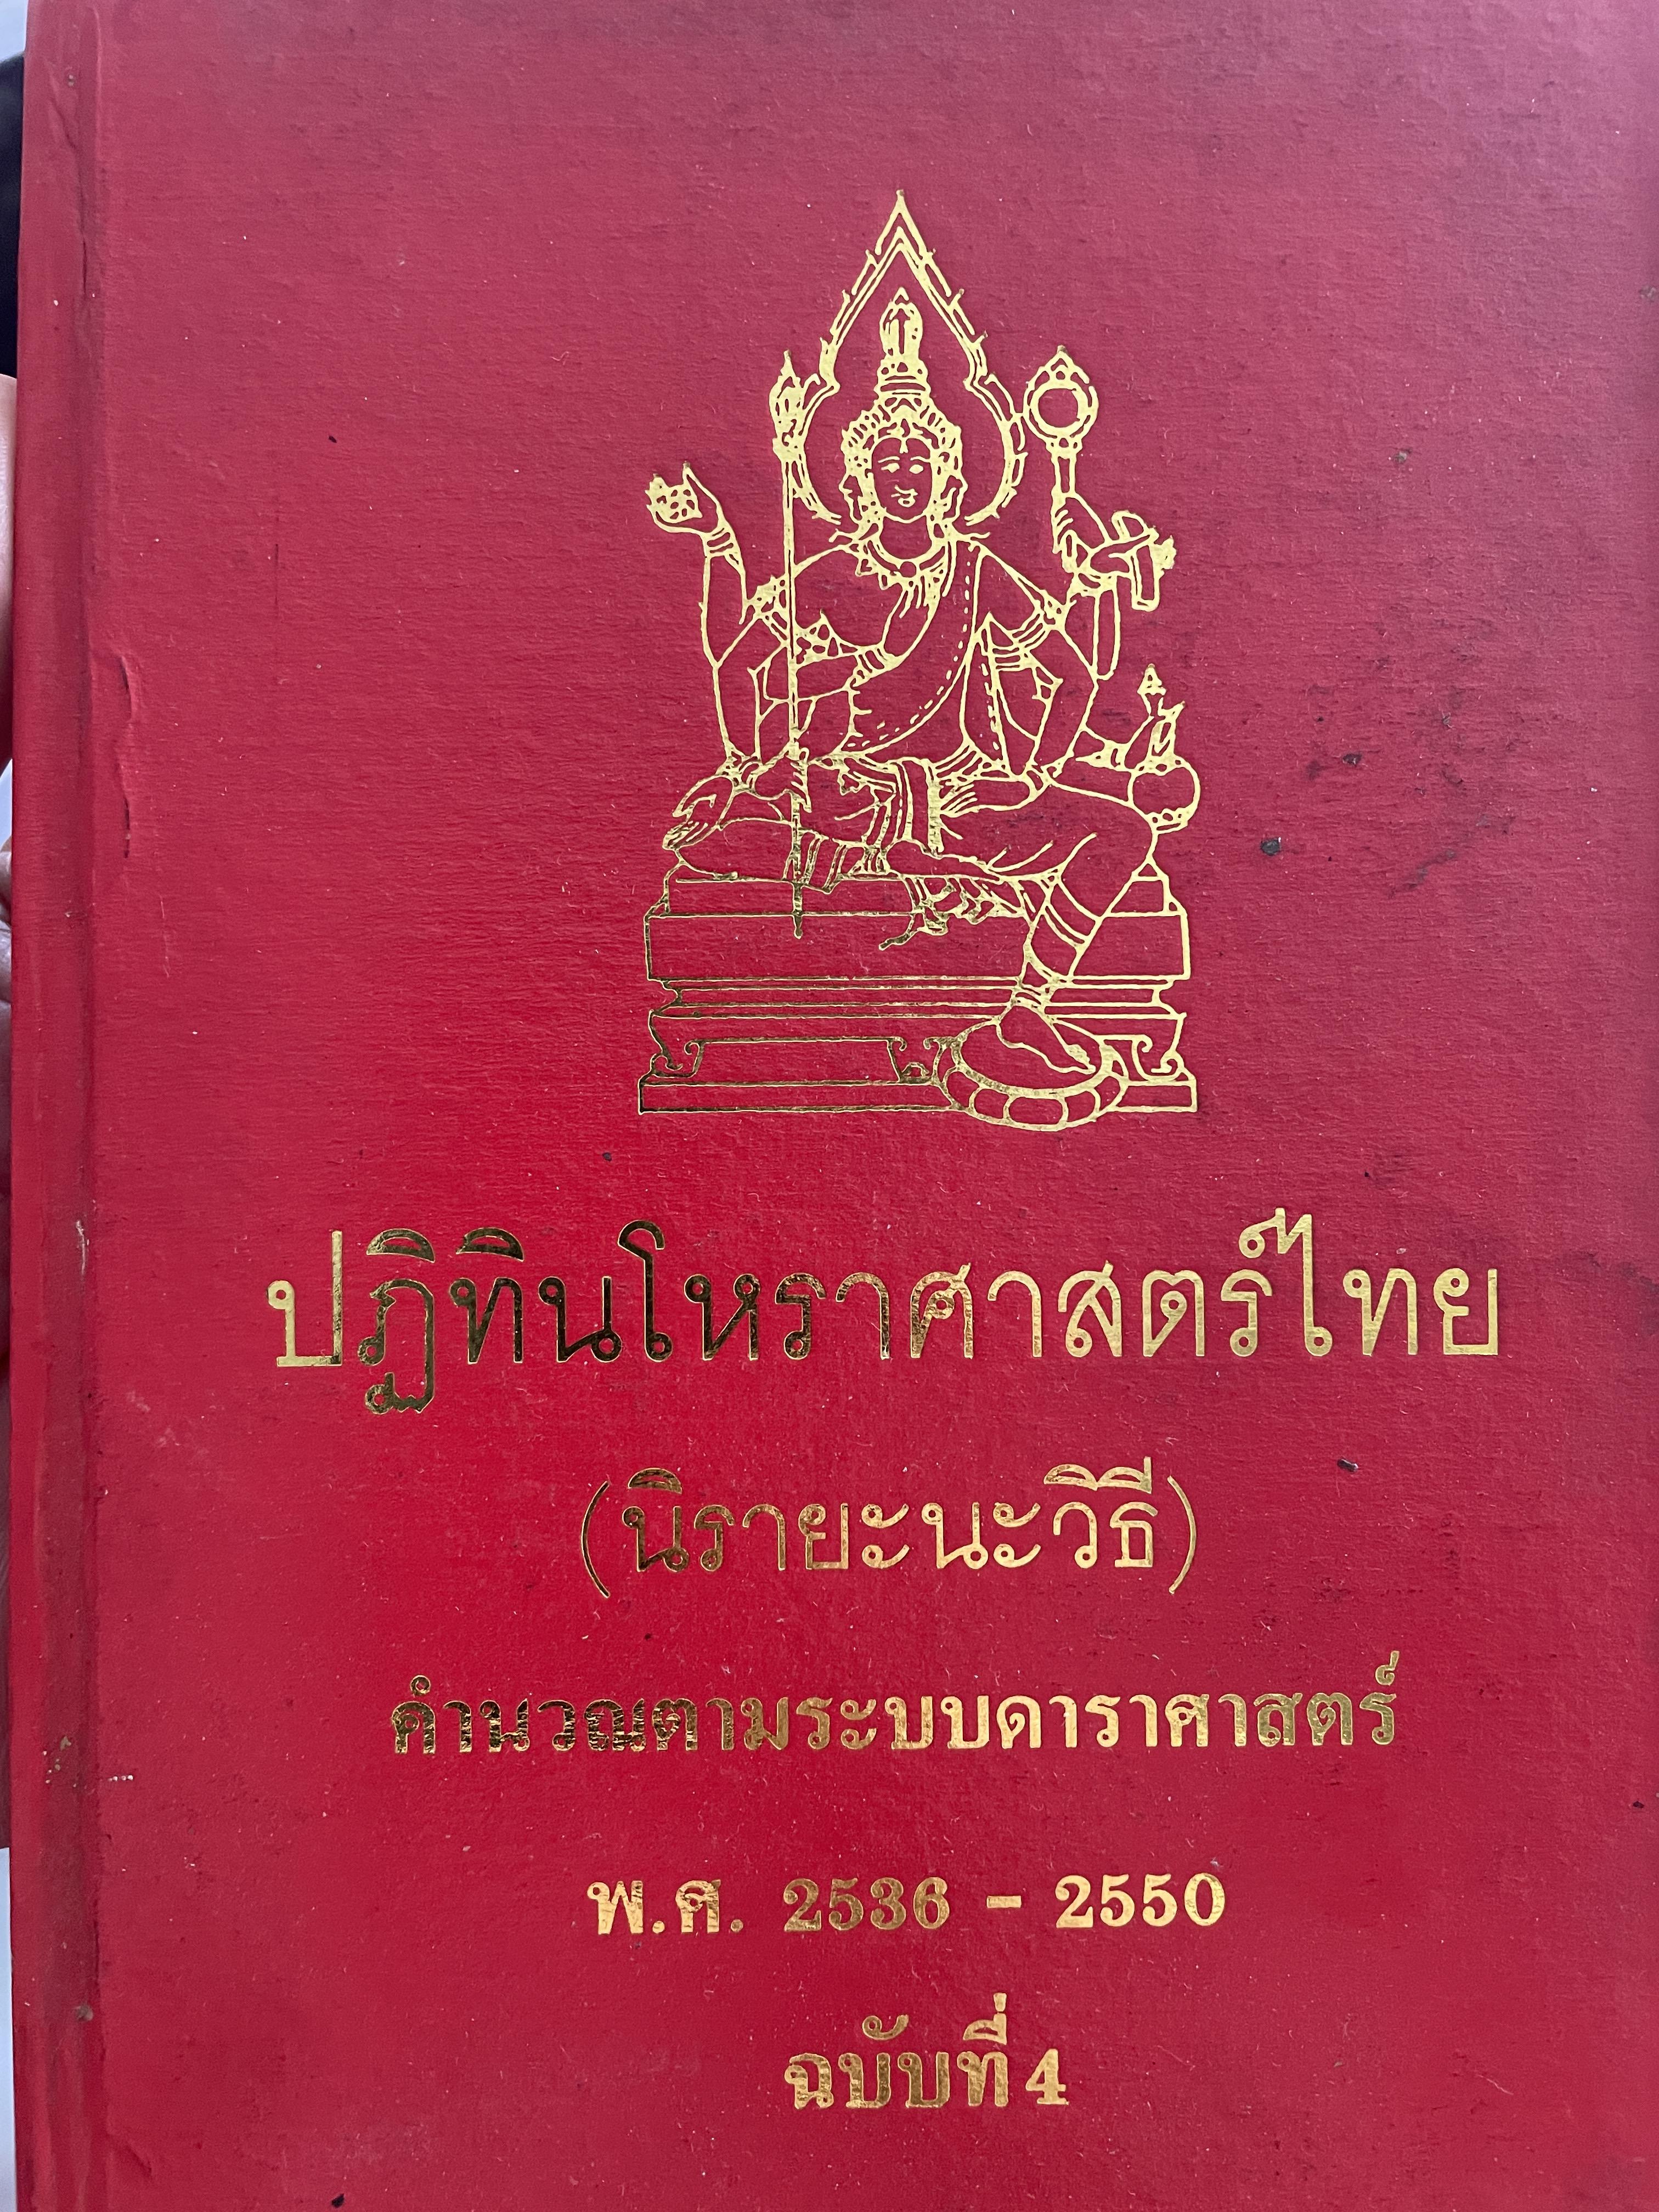 ปฏิทินโหราศาสตร์ไทย
(นิรายะนะวิธี)
คำนวณตามระบบดาราศาสตร์
พ.ศ. 2536 - 2550
ฉบับที่ 4